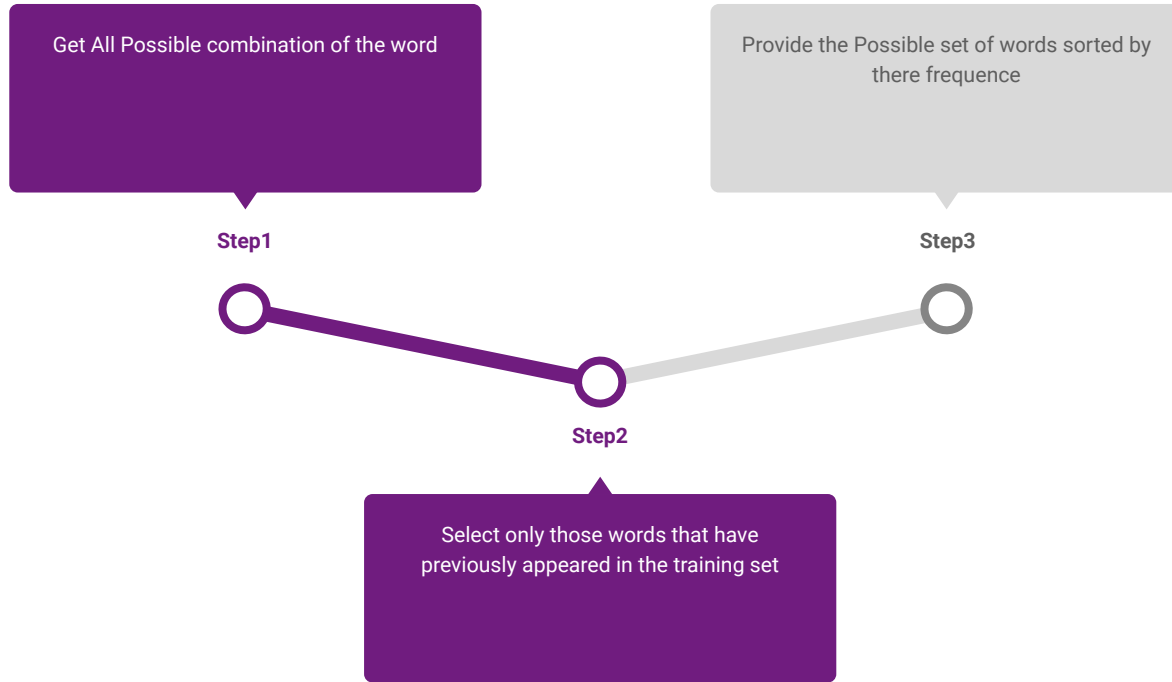 Get All Possible combination of the word
Step1
Select only those words that have
previously appeared in the training set
Step2
Provide the Possible set of words sorted by
there frequence
Step3